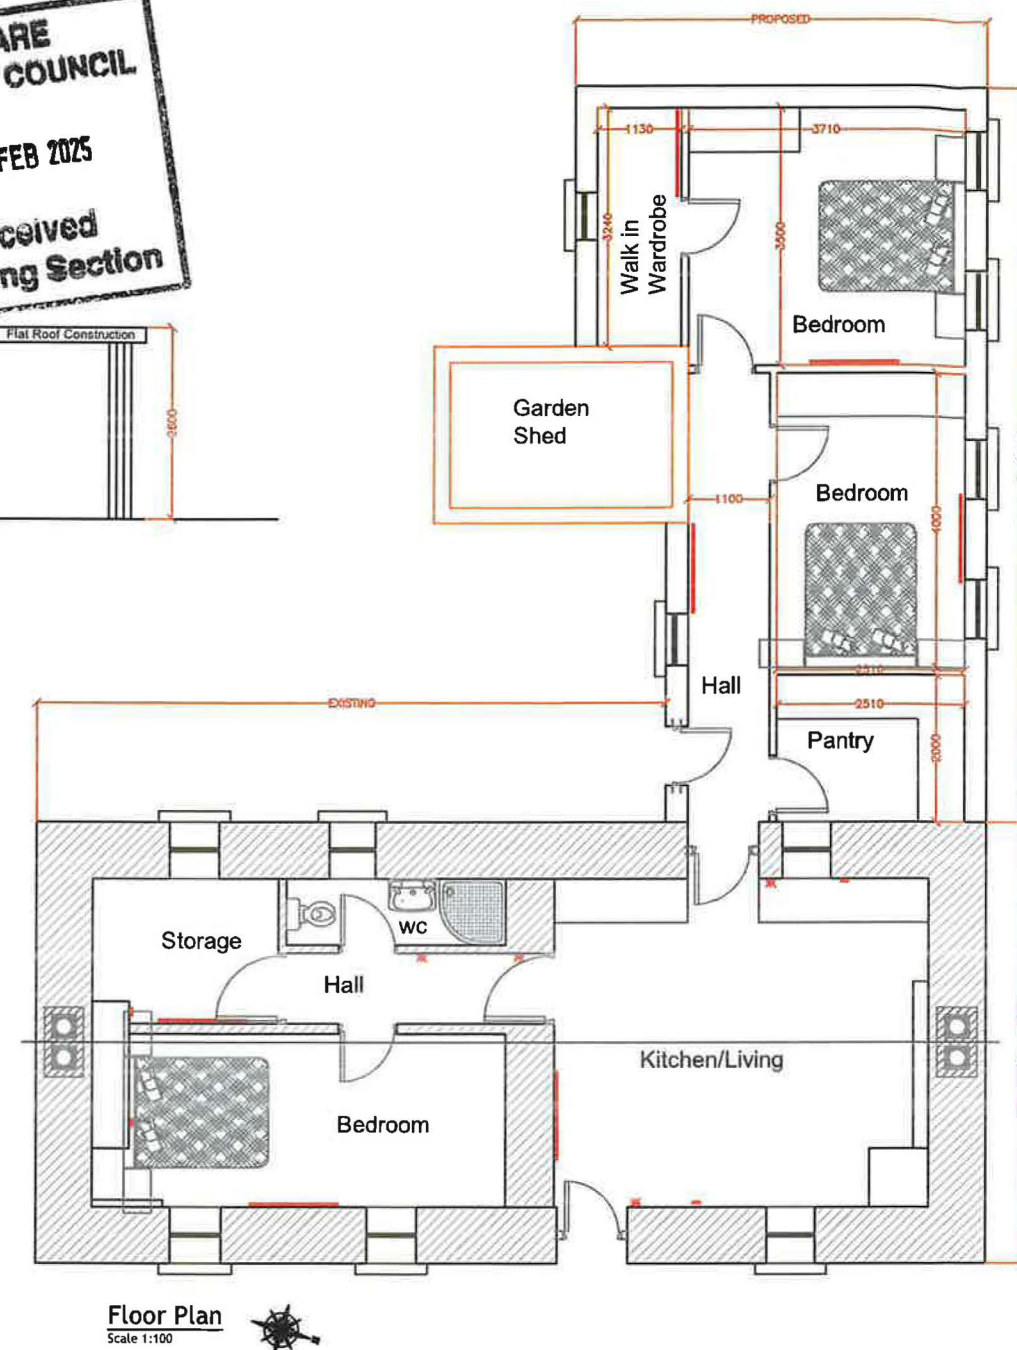 ARE
COUNCIL
FEB 2025
ceived
ng Section
PROPOSED
1130
3710
3240
Walk in
Wardrobe
3500
Bedroom
Flat Roof Construction
Garden
Shed
1100
Bedroom
4000
2510
Hall
EXISTING
2510
Pantry
2000
Storage
wc
Hall
Kitchen/Living
Bedroom
Floor Plan
Scale 1:100